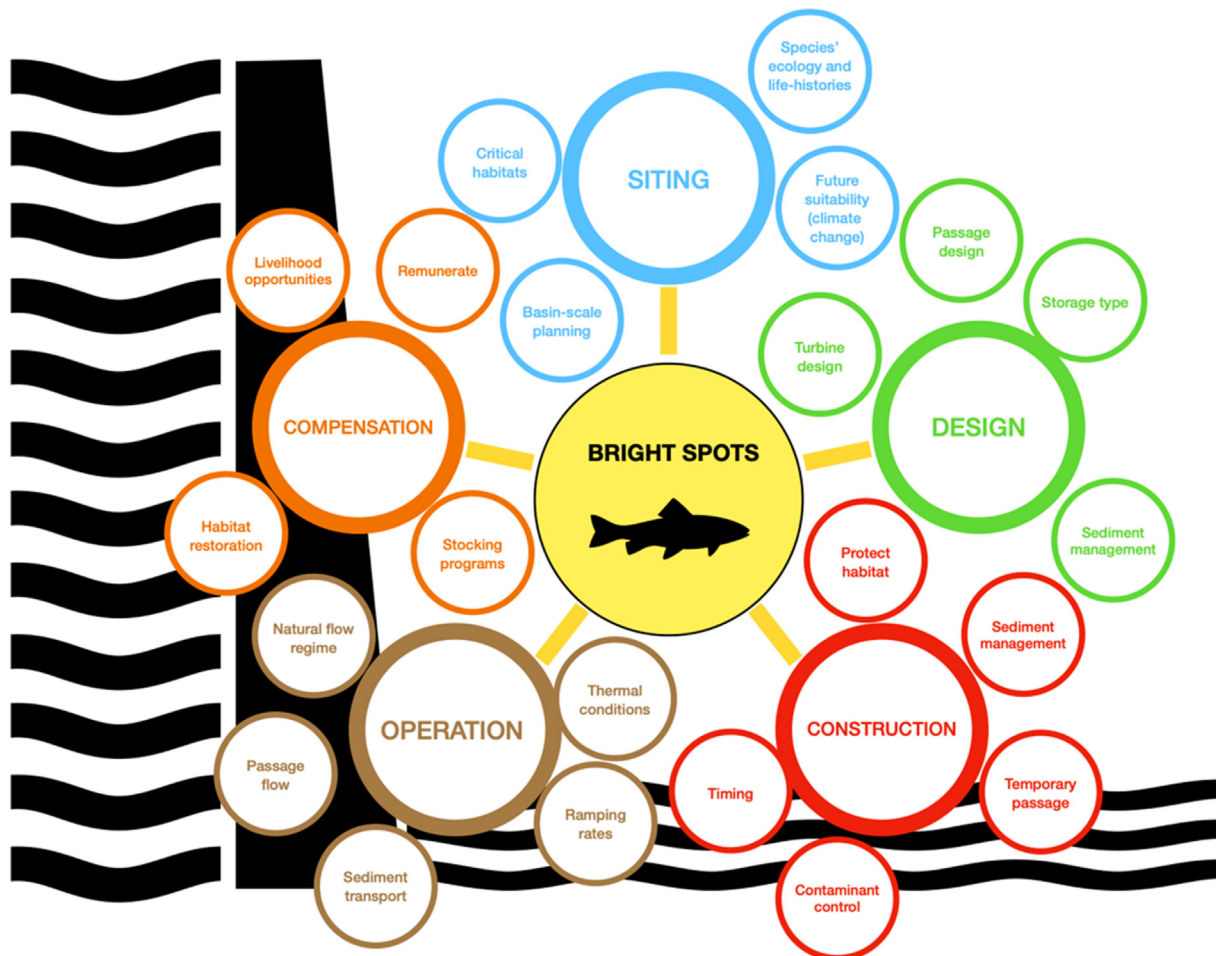 Species’
ecology and
life-histories
Critical
habitats
SITING
Future
suitability
(climate
change)
Basin-scale
planning
Passage
design
Storage type
Turbine
design
DESIGN
Sediment
management
Livelihood
opportunities
Remunerate
COMPENSATION
Habitat
restoration
Stocking
programs
BRIGHT SPOTS
Protect
habitat
Sediment
management
CONSTRUCTION
Timing
Temporary
passage
Contaminant
control
Natural flow
regime
Thermal
conditions
OPERATION
Passage
flow
Ramping
rates
Sediment
transport